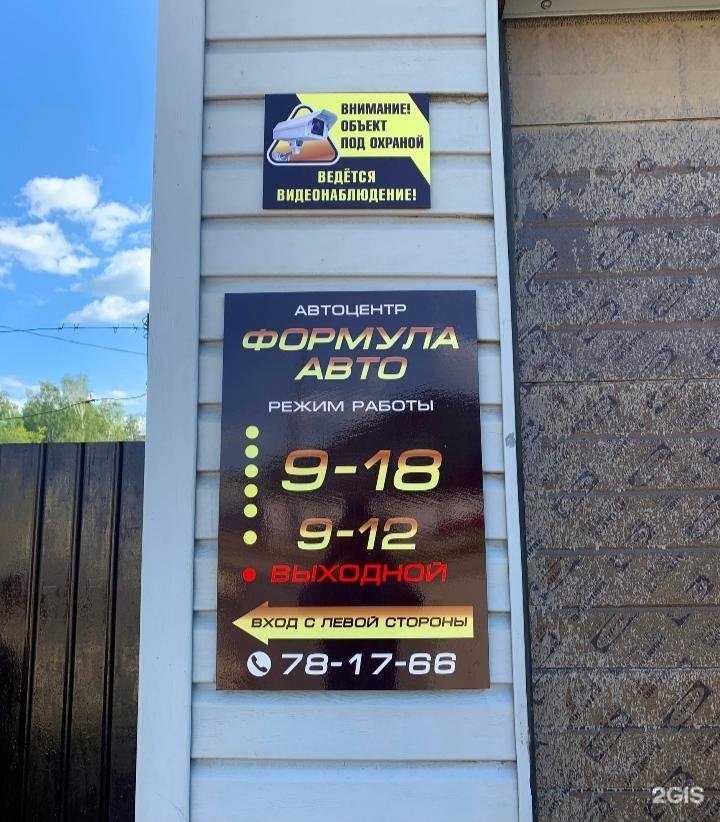 ВНИМАНИЕ!
ОБЪЕКТ
ПОД ОХРАНОЙ
ВЕДЁТСЯ
ВИДЕОНАБЛЮДЕНИЕ!
АВТОЦЕНТР
ФОРМУЛА
АВТО
РЕЖИМ РАБОТЫ
9-18
9-12
ВЫХОДНОЙ
ВХОД С ЛЕВОЙ СТОРОНЫ
78-17-66
2GIS